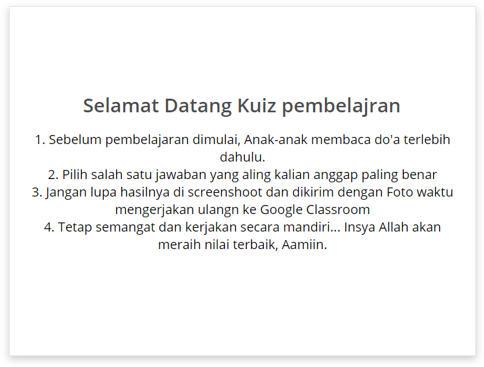 Selamat Datang Kuiz pembelajran
1. Sebelum pembelajaran dimulai, Anak-anak membaca do'a terlebih
dahulu.
2. Pilih salah satu jawaban yang aling kalian anggap paling benar
3. Jangan lupa hasilnya di screenshoot dan dikirim dengan Foto waktu
mengerjakan ulangn ke Google Classroom
4. Tetap semangat dan kerjakan secara mandiri... Insya Allah akan
meraih nilai terbaik, Aamiin.